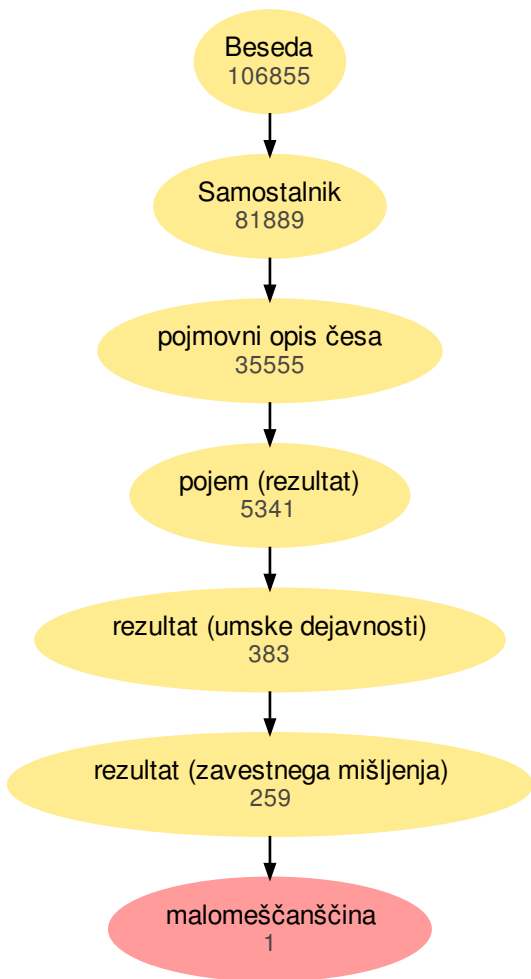 Beseda
106855
Samostalnik
81889
pojmovni opis česa
35555
pojem (rezultat)
5341
rezultat (umske dejavnosti)
383
rezultat (zavestnega mišljenja)
259
malomeščanščina
1